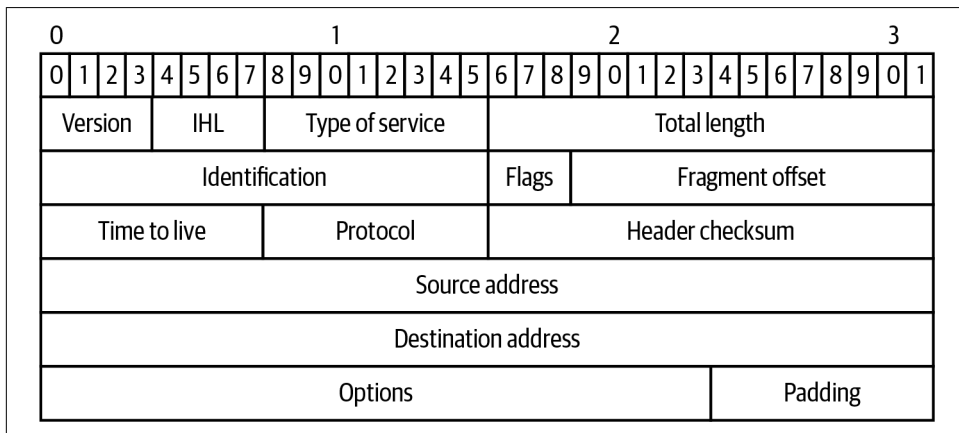 0 1 2 3
0 1 2 3 4 5 6 7 8 9 0 1 2 3 4 5 6 7 8 9 0 1 2 3 4 5 6 7 8 9 0 1
Version IHL Type of service Total length
Identification Flags Fragment offset
Time to live Protocol Header checksum
Source address
Destination address
Options Padding